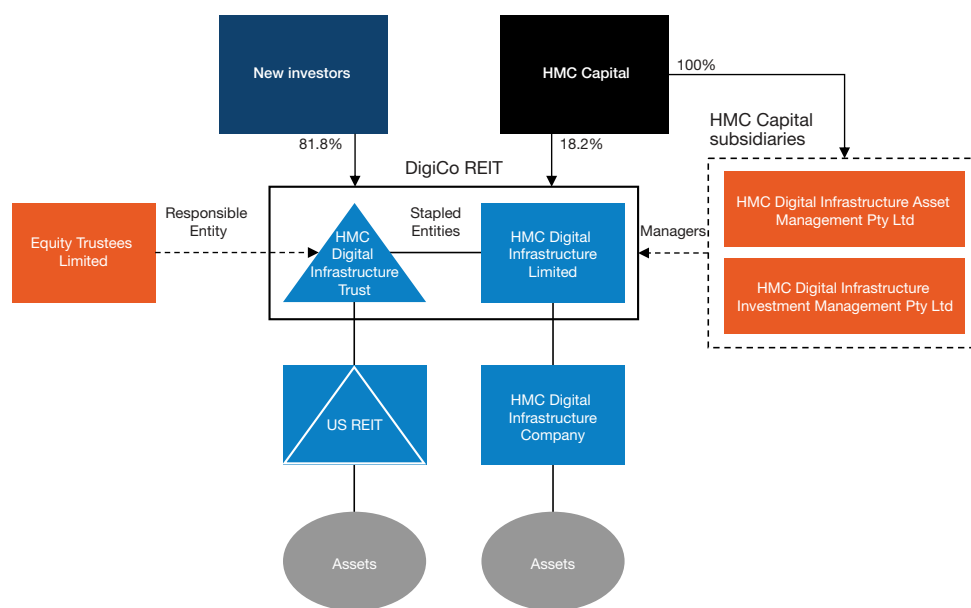 New investors
HMC Capital
100%
81.8%
18.2%
HMC Capital
subsidiaries
DigiCo REIT
Responsible
Entity
Stapled
Entities
Managers
Equity Trustees
Limited
HMC
Digital
Infrastructure
Trust
HMC Digital
Infrastructure
Limited
HMC Digital Infrastructure Asset
Management Pty Ltd
HMC Digital Infrastructure
Investment Management Pty Ltd
US REIT
HMC Digital
Infrastructure
Company
Assets
Assets